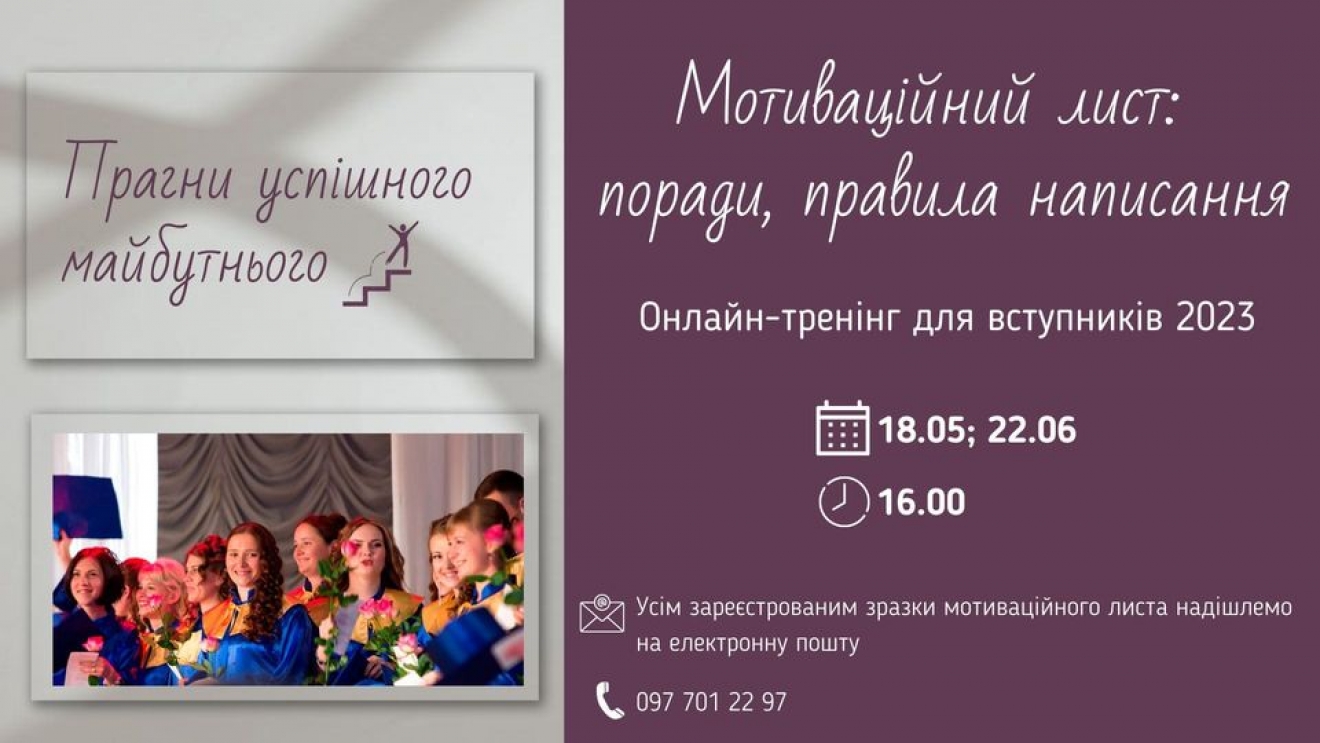 Прагни успішного
майбутнього
Мотиваційний лист:
поради, правила написання
Онлайн-тренінг для вступників 2023
18.05; 22.06
16.00
Усім зареєстрованим зразки мотиваційного листа надішлемо
на електронну пошту
097 701 22 97